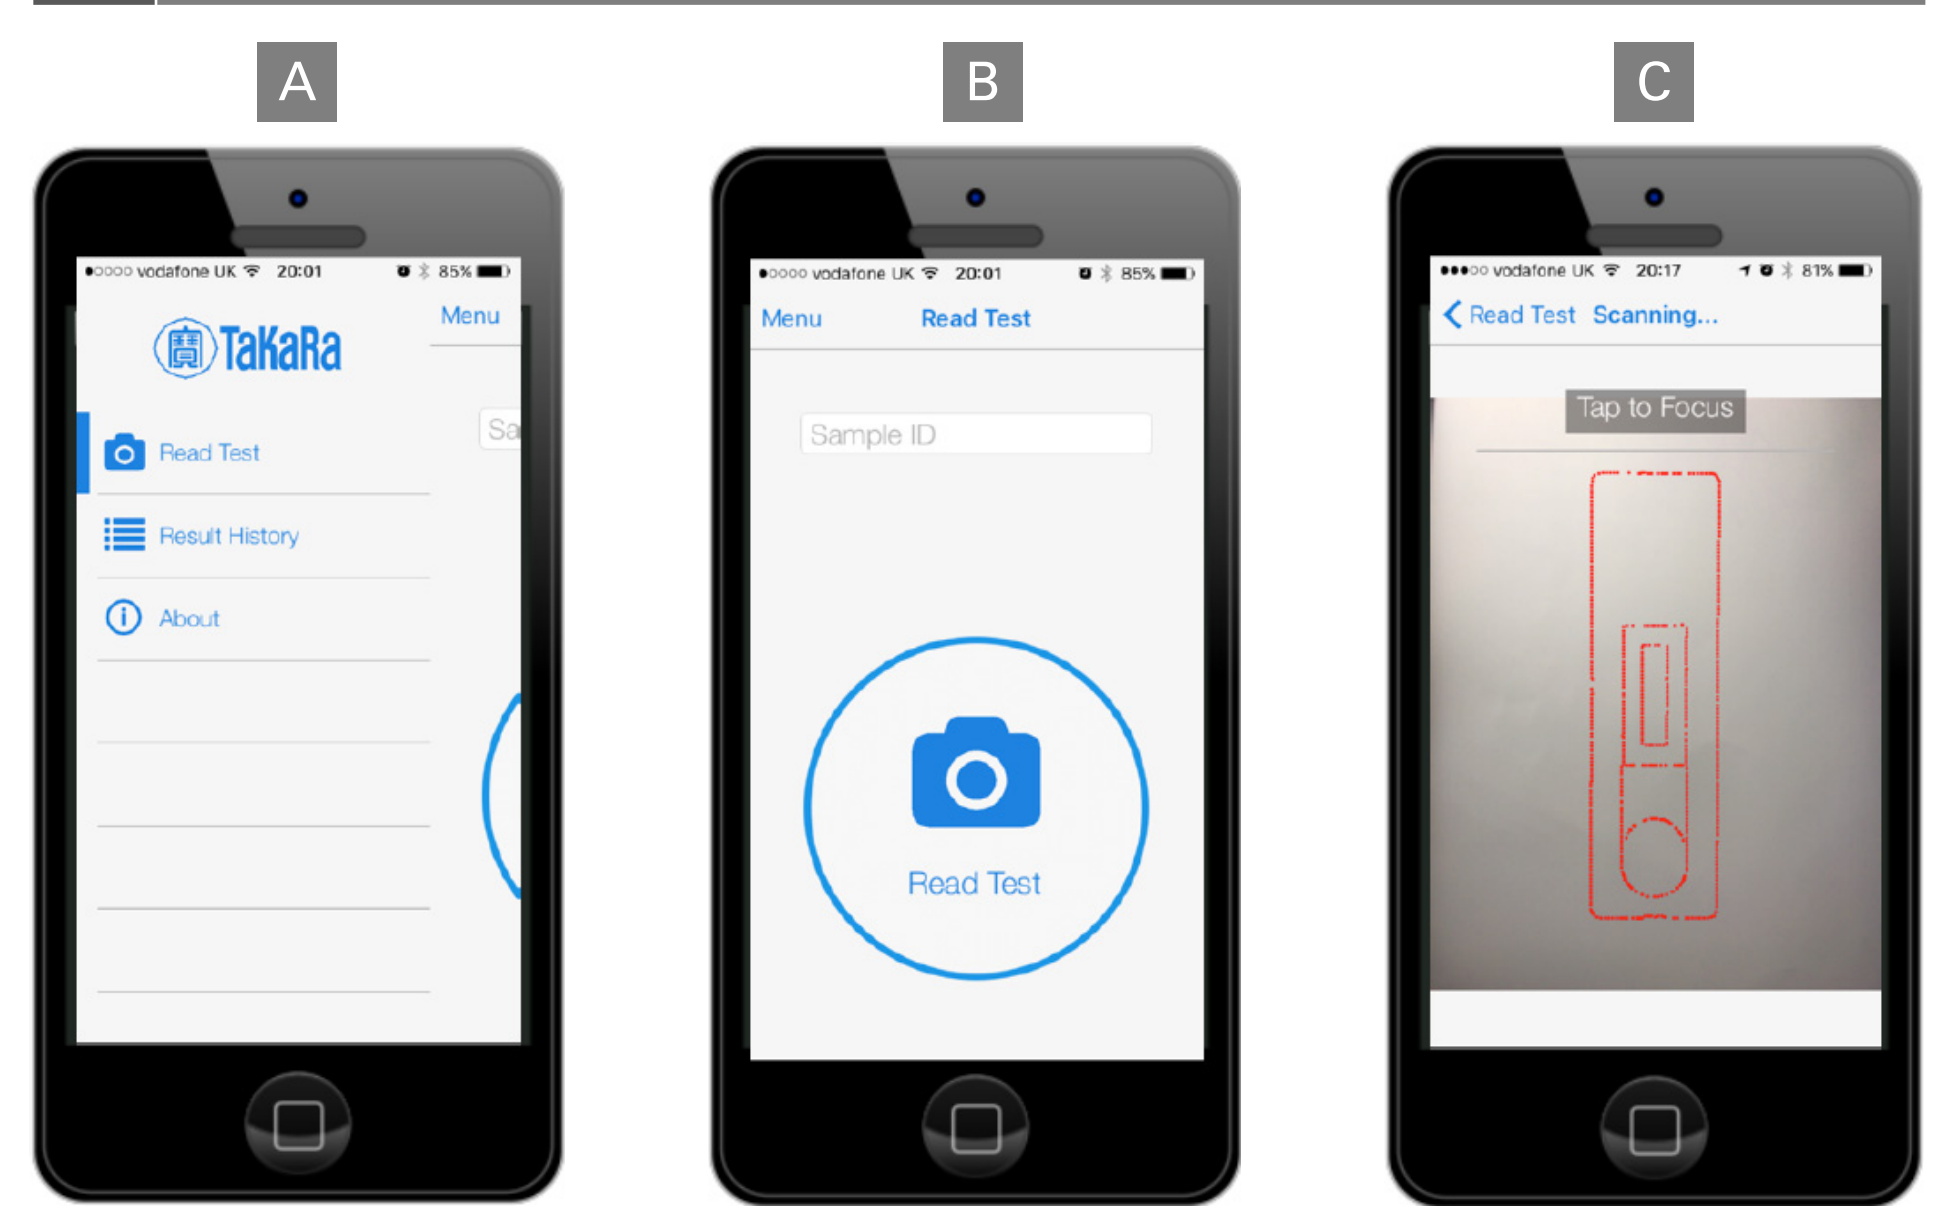 A
B
C
vodafone UK 20:01 85%
Menu
寶 TaKaRa
Sa
Read Test
Result History
About
vodafone UK 20:01 85%
Menu Read Test
Sample ID
Read Test
vodafone UK 20:17 81%
Read Test Scanning...
Tap to Focus